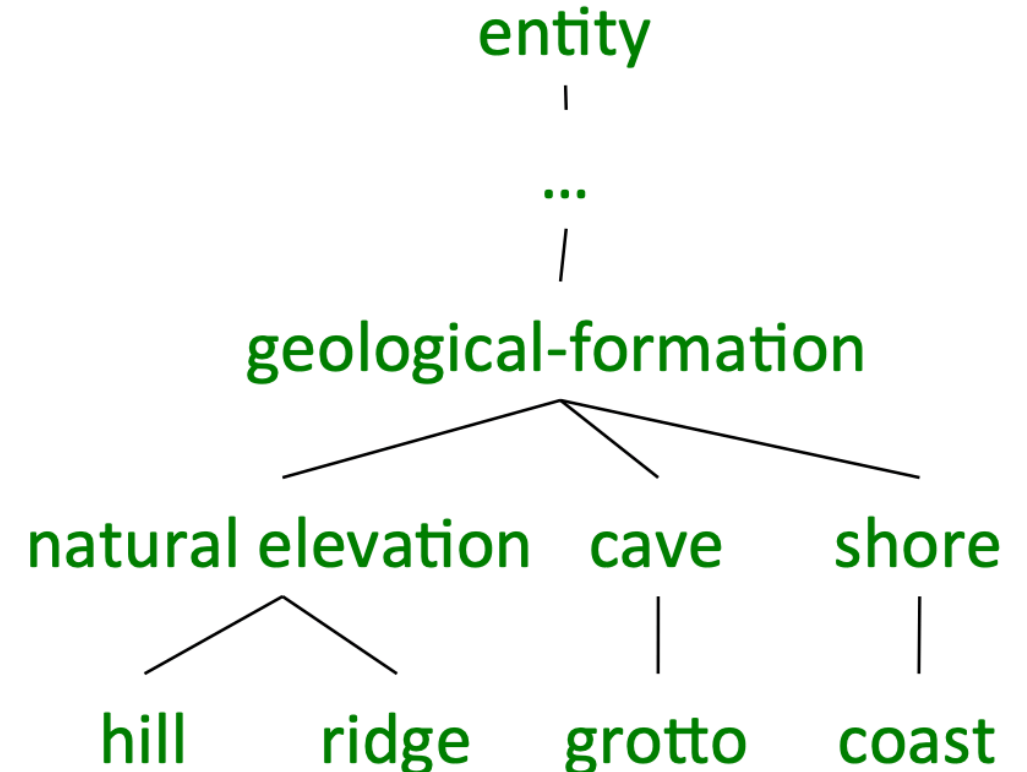 entity
...
geological-formation
natural elevation cave shore
hill ridge grotto coast